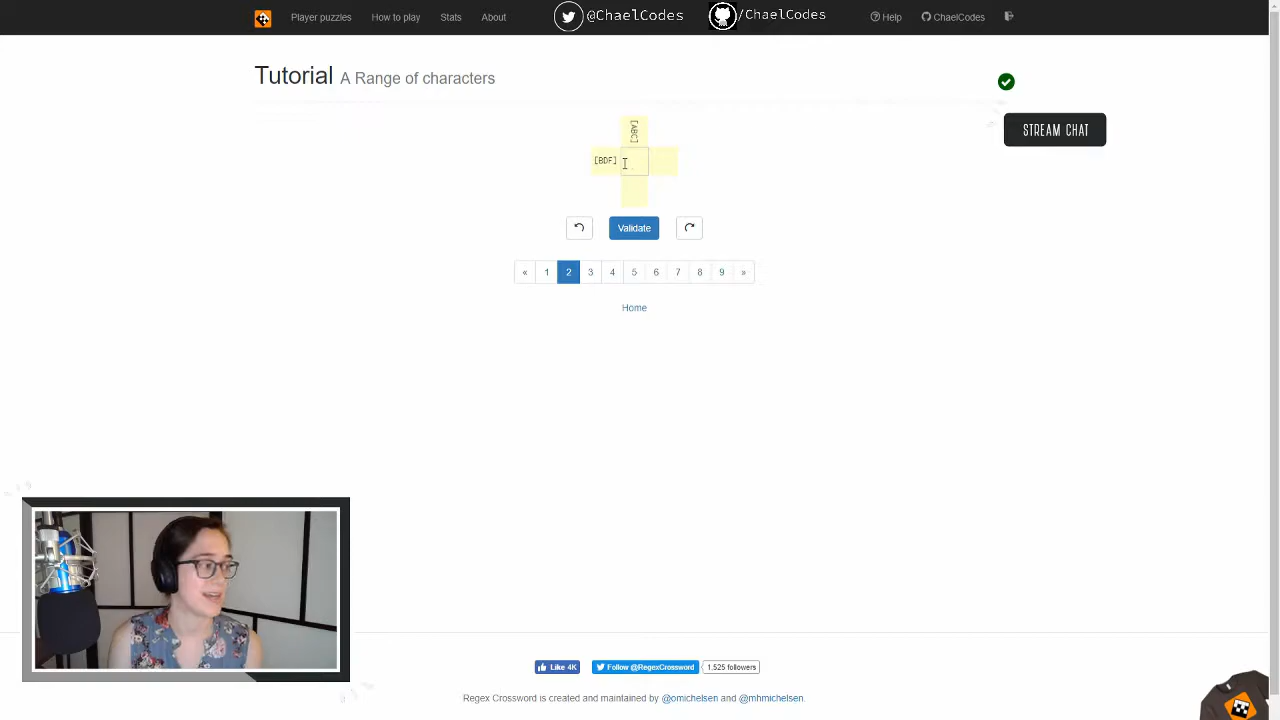 Player puzzles How to play Stats About @ChaelCodes /ChaelCodes Help ChaelCodes
Tutorial A Range of characters
STREAM CHAT
[ABC]
[BDF]
Validate
« 1 2 3 4 5 6 7 8 9 »
Home
Like 4K Follow @RegexCrossword 1,525 followers
Regex Crossword is created and maintained by @omichelsen and @mhmichelsen.